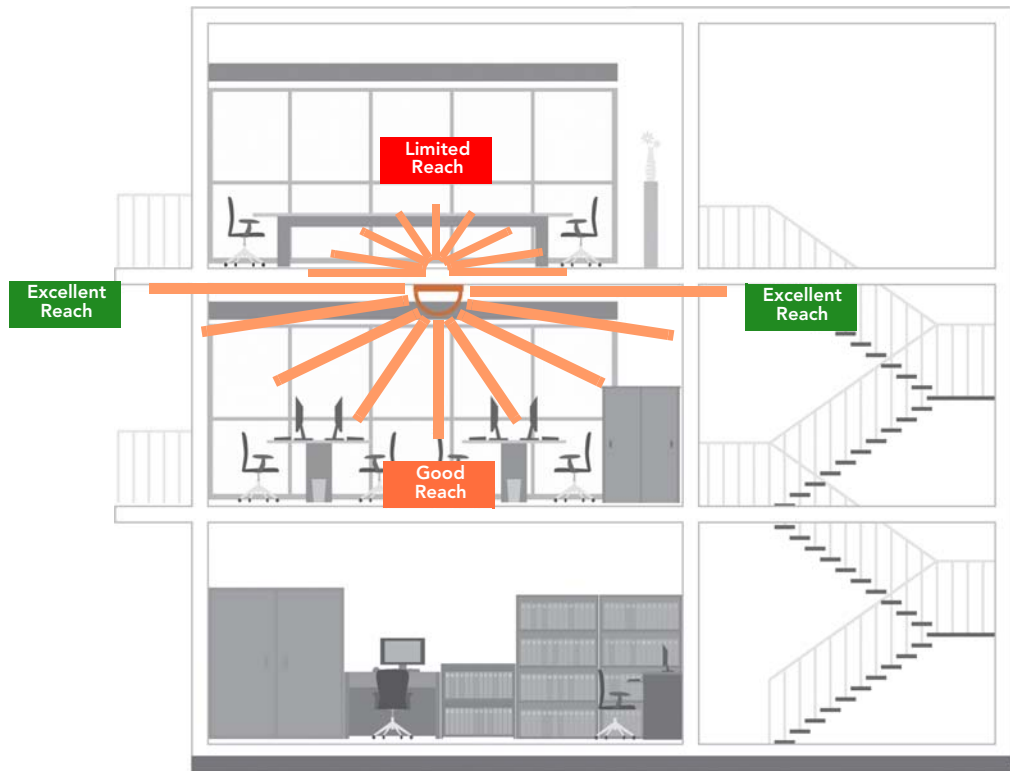 Limited
Reach
Excellent
Reach
Excellent
Reach
Good
Reach